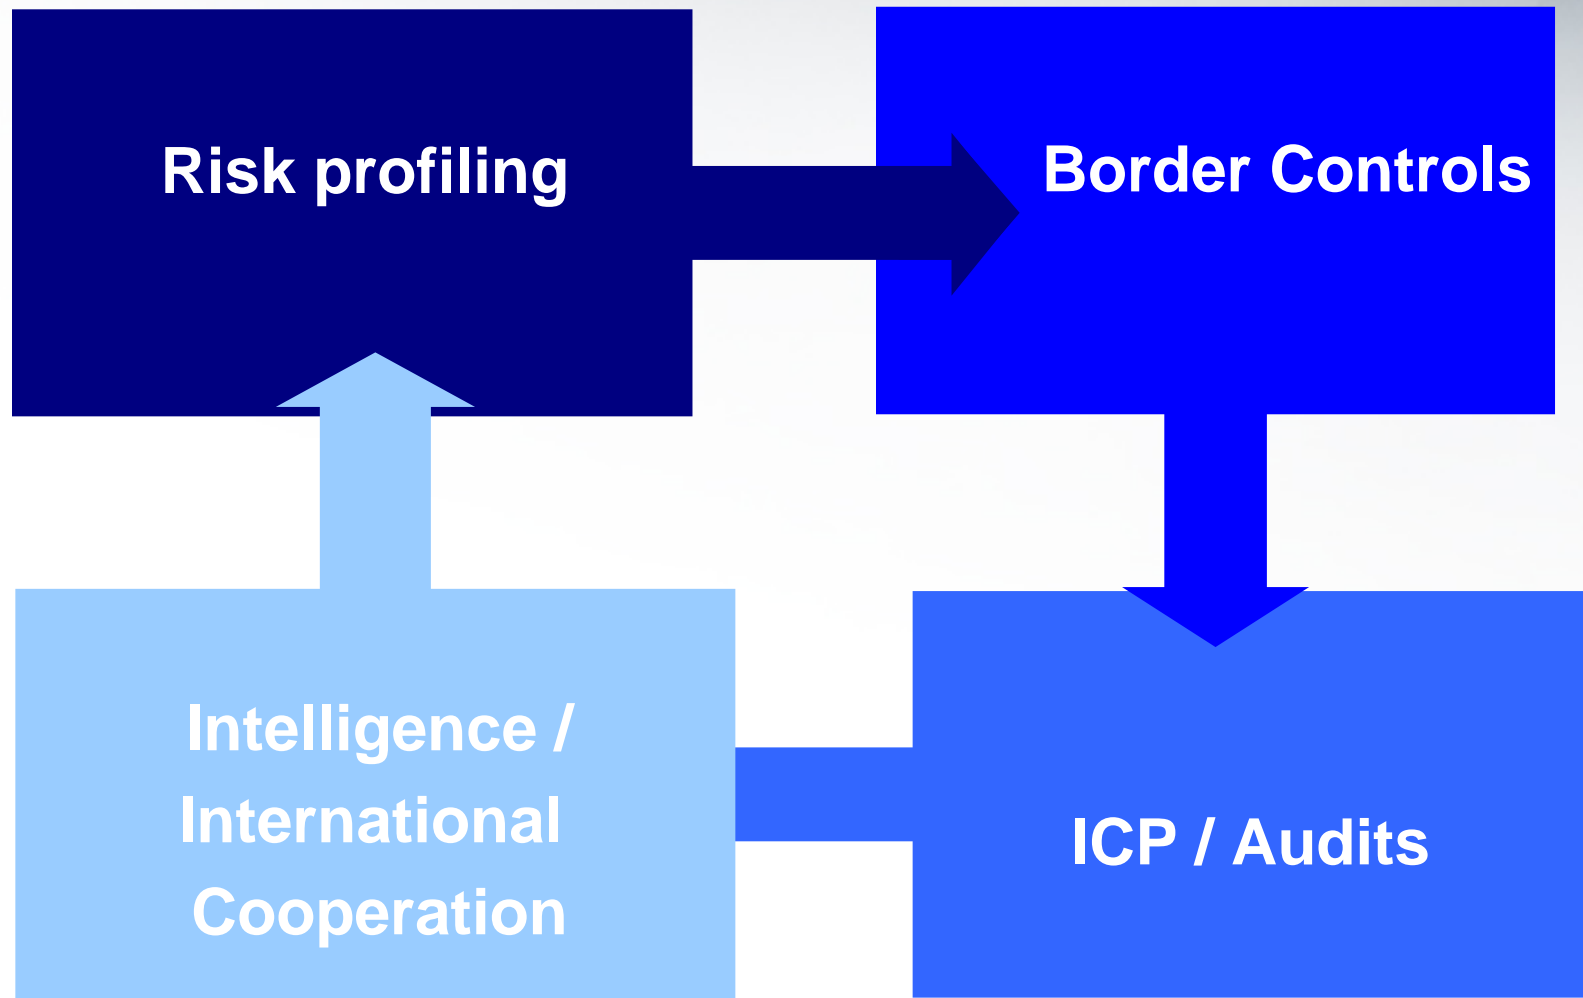 Risk profiling
Border Controls
Intelligence /
International
Cooperation
ICP / Audits